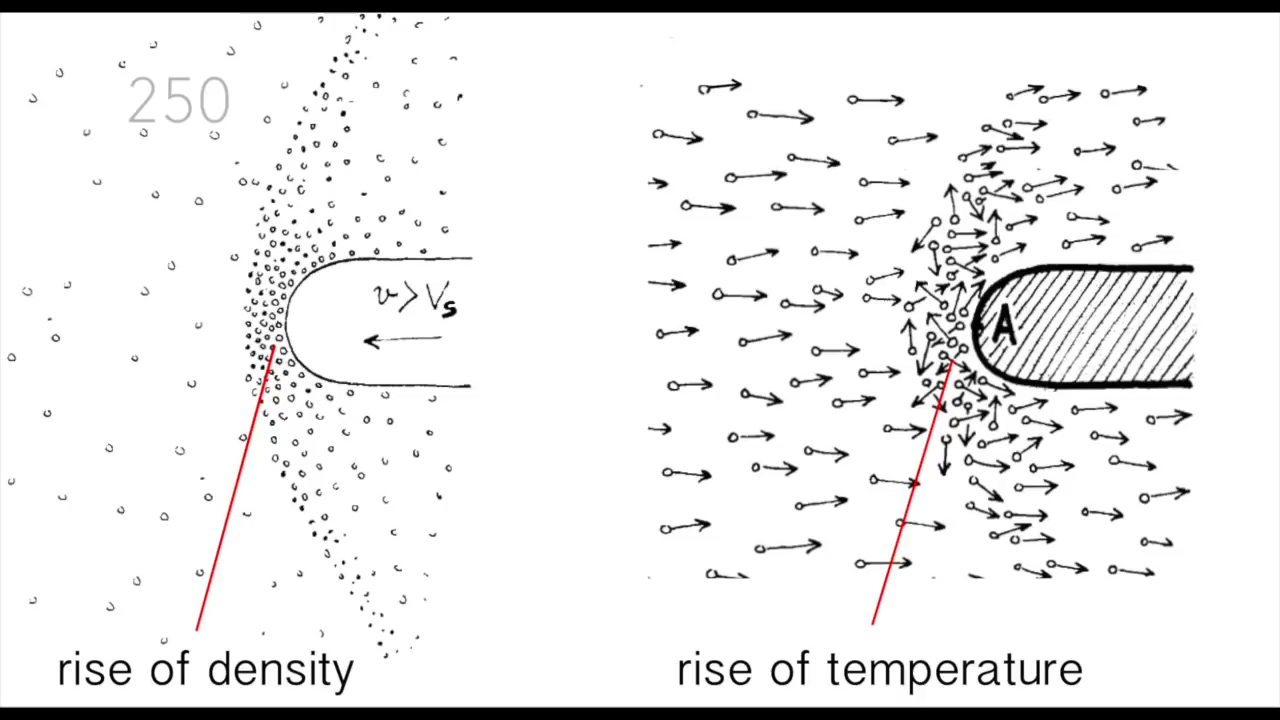 250
v > Vs
A
rise of density
rise of temperature